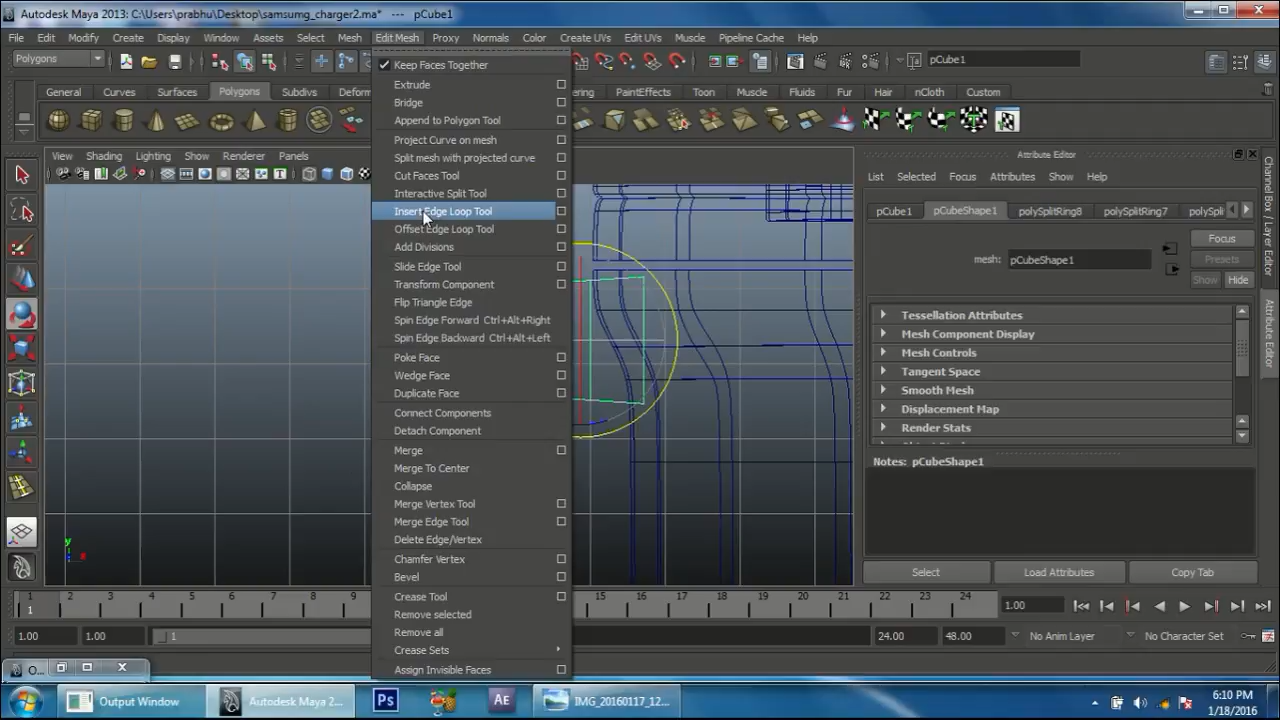 Autodesk Maya 2013: C:\Users\prabhu\Desktop\samsumg_charger2.ma* --- pCube1
File Edit Modify Create Display Window Assets Select Mesh Edit Mesh Proxy Normals Color Create UVs Edit UVs Muscle Pipeline Cache Help
Polygons
pCube1
General Curves Surfaces Polygons Subdivs Deform
ering PaintEffects Toon Muscle Fluids Fur Hair nCloth Custom
View Shading Lighting Show Renderer Panels
Keep Faces Together
Extrude
Bridge
Append to Polygon Tool
Project Curve on mesh
Split mesh with projected curve
Cut Faces Tool
Interactive Split Tool
Insert Edge Loop Tool
Offset Edge Loop Tool
Add Divisions
Slide Edge Tool
Transform Component
Flip Triangle Edge
Spin Edge Forward Ctrl+Alt+Right
Spin Edge Backward Ctrl+Alt+Left
Poke Face
Wedge Face
Duplicate Face
Connect Components
Detach Component
Merge
Merge To Center
Collapse
Merge Vertex Tool
Merge Edge Tool
Delete Edge/Vertex
Chamfer Vertex
Bevel
Crease Tool
Remove selected
Remove all
Crease Sets
Assign Invisible Faces
Attribute Editor
List Selected Focus Attributes Show Help
pCube1 pCubeShape1 polySplitRing8 polySplitRing7 polySpli
Focus
mesh: pCubeShape1
Presets
Show Hide
Tessellation Attributes
Mesh Component Display
Mesh Controls
Tangent Space
Smooth Mesh
Displacement Map
Render Stats
Notes: pCubeShape1
Select Load Attributes Copy Tab
Channel Box / Layer Editor
Attribute Editor
y
x
1 2 3 4 5 6 7 8 9 15 16 17 18 19 20 21 22 23 24
1
1.00
1.00 1.00 1 24.00 48.00 No Anim Layer No Character Set
O...
Output Window Autodesk Maya 2... Ps AE IMG_20160117_12...
6:10 PM
1/18/2016